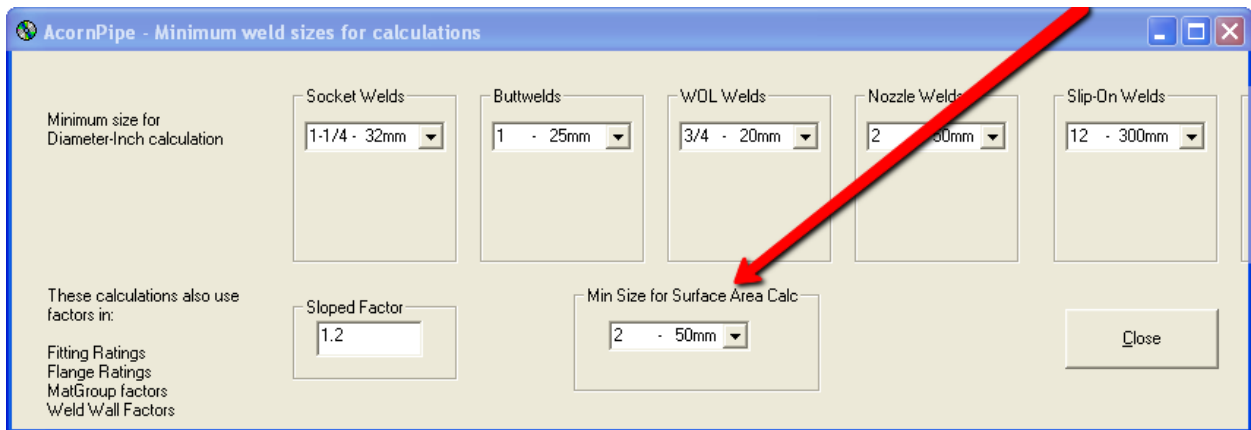 AcornPipe - Minimum weld sizes for calculations
Minimum size for
Diameter-Inch calculation
Socket Welds
1-1/4 - 32mm
Buttwelds
1 - 25mm
WOL Welds
3/4 - 20mm
Nozzle Welds
2
Slip-On Welds
12 - 300mm
These calculations also use
factors in:
Fitting Ratings
Flange Ratings
MatGroup factors
Weld Wall Factors
Sloped Factor
1.2
Min Size for Surface Area Calc
2 - 50mm
Close